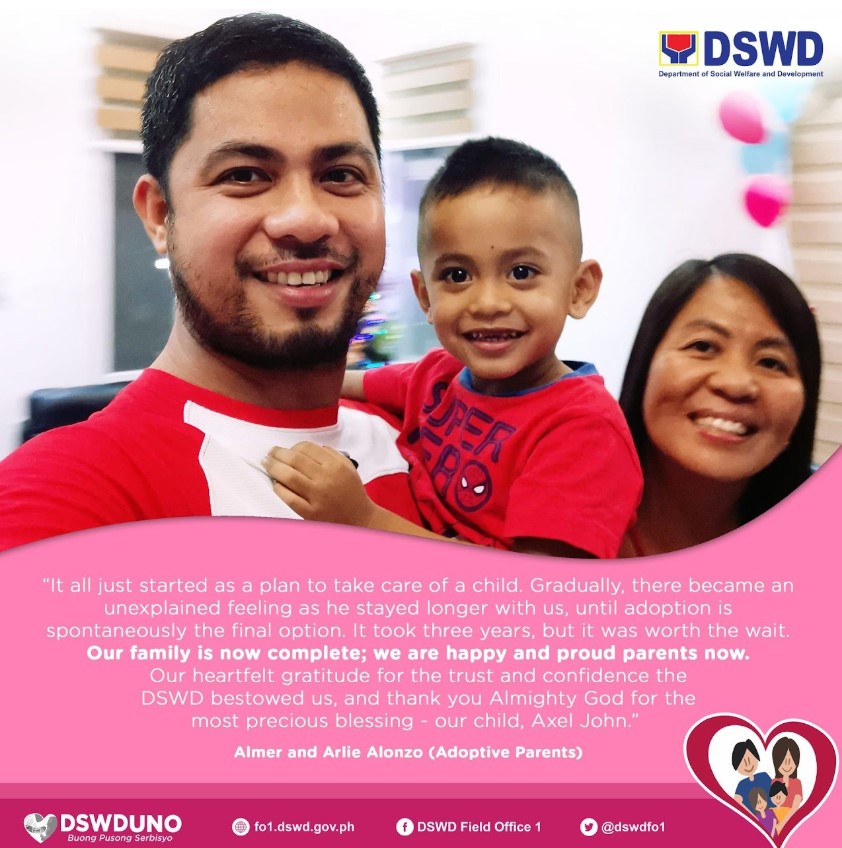 DSWD
Department of Social Welfare and Development
SUPER
HERO
“It all just started as a plan to take care of a child. Gradually, there became an
unexplained feeling as he stayed longer with us, until adoption is
spontaneously the final option. It took three years, but it was worth the wait.
Our family is now complete; we are happy and proud parents now.
Our heartfelt gratitude for the trust and confidence the
DSWD bestowed us, and thank you Almighty God for the
most precious blessing - our child, Axel John.”
Almer and Arlie Alonzo (Adoptive Parents)
DSWDUNO
Buong Pusong Serbisyo
fo1.dswd.gov.ph
DSWD Field Office 1
@dswdfo1